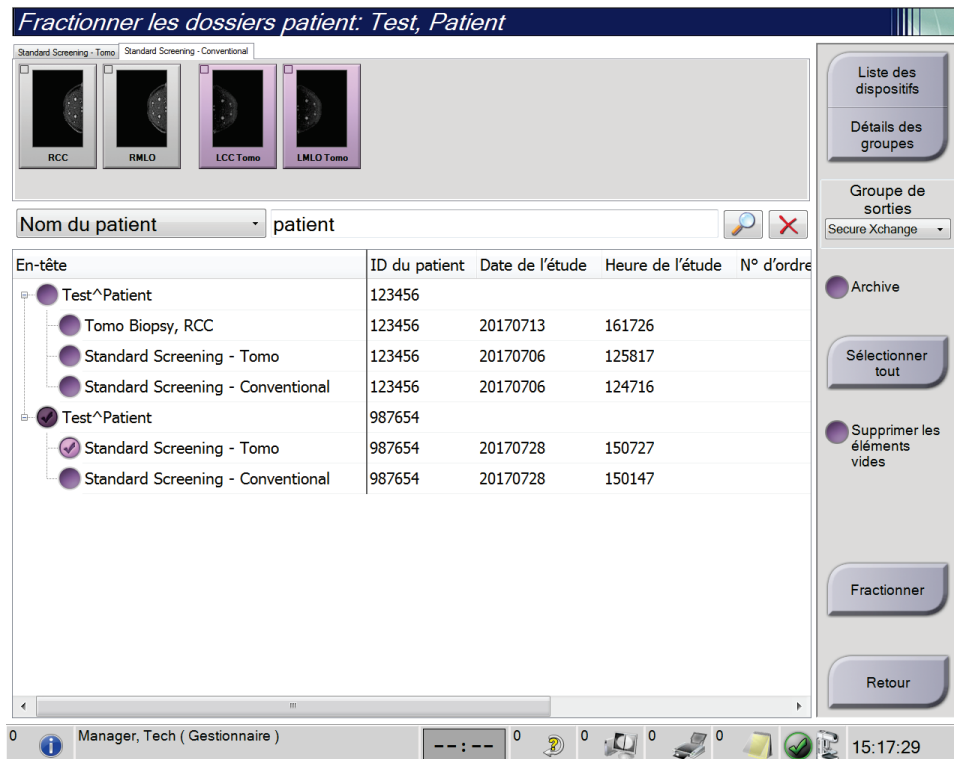 Fractionner les dossiers patient: Test, Patient
Standard Screening - Tomo Standard Screening - Conventional
RCC RMLO LCC Tomo LMLO Tomo
Nom du patient patient
En-tête ID du patient Date de l'étude Heure de l'étude N° d'ordre
Test^Patient 123456
Tomo Biopsy, RCC 123456 20170713 161726
Standard Screening - Tomo 123456 20170706 125817
Standard Screening - Conventional 123456 20170706 124716
Test^Patient 987654
Standard Screening - Tomo 987654 20170728 150727
Standard Screening - Conventional 987654 20170728 150147
Liste des
dispositifs
Détails des
groupes
Groupe de
sorties
Secure Xchange
Archive
Sélectionner
tout
Supprimer les
éléments
vides
Fractionner
Retour
0 Manager, Tech ( Gestionnaire ) --:-- 0 0 0 0 15:17:29